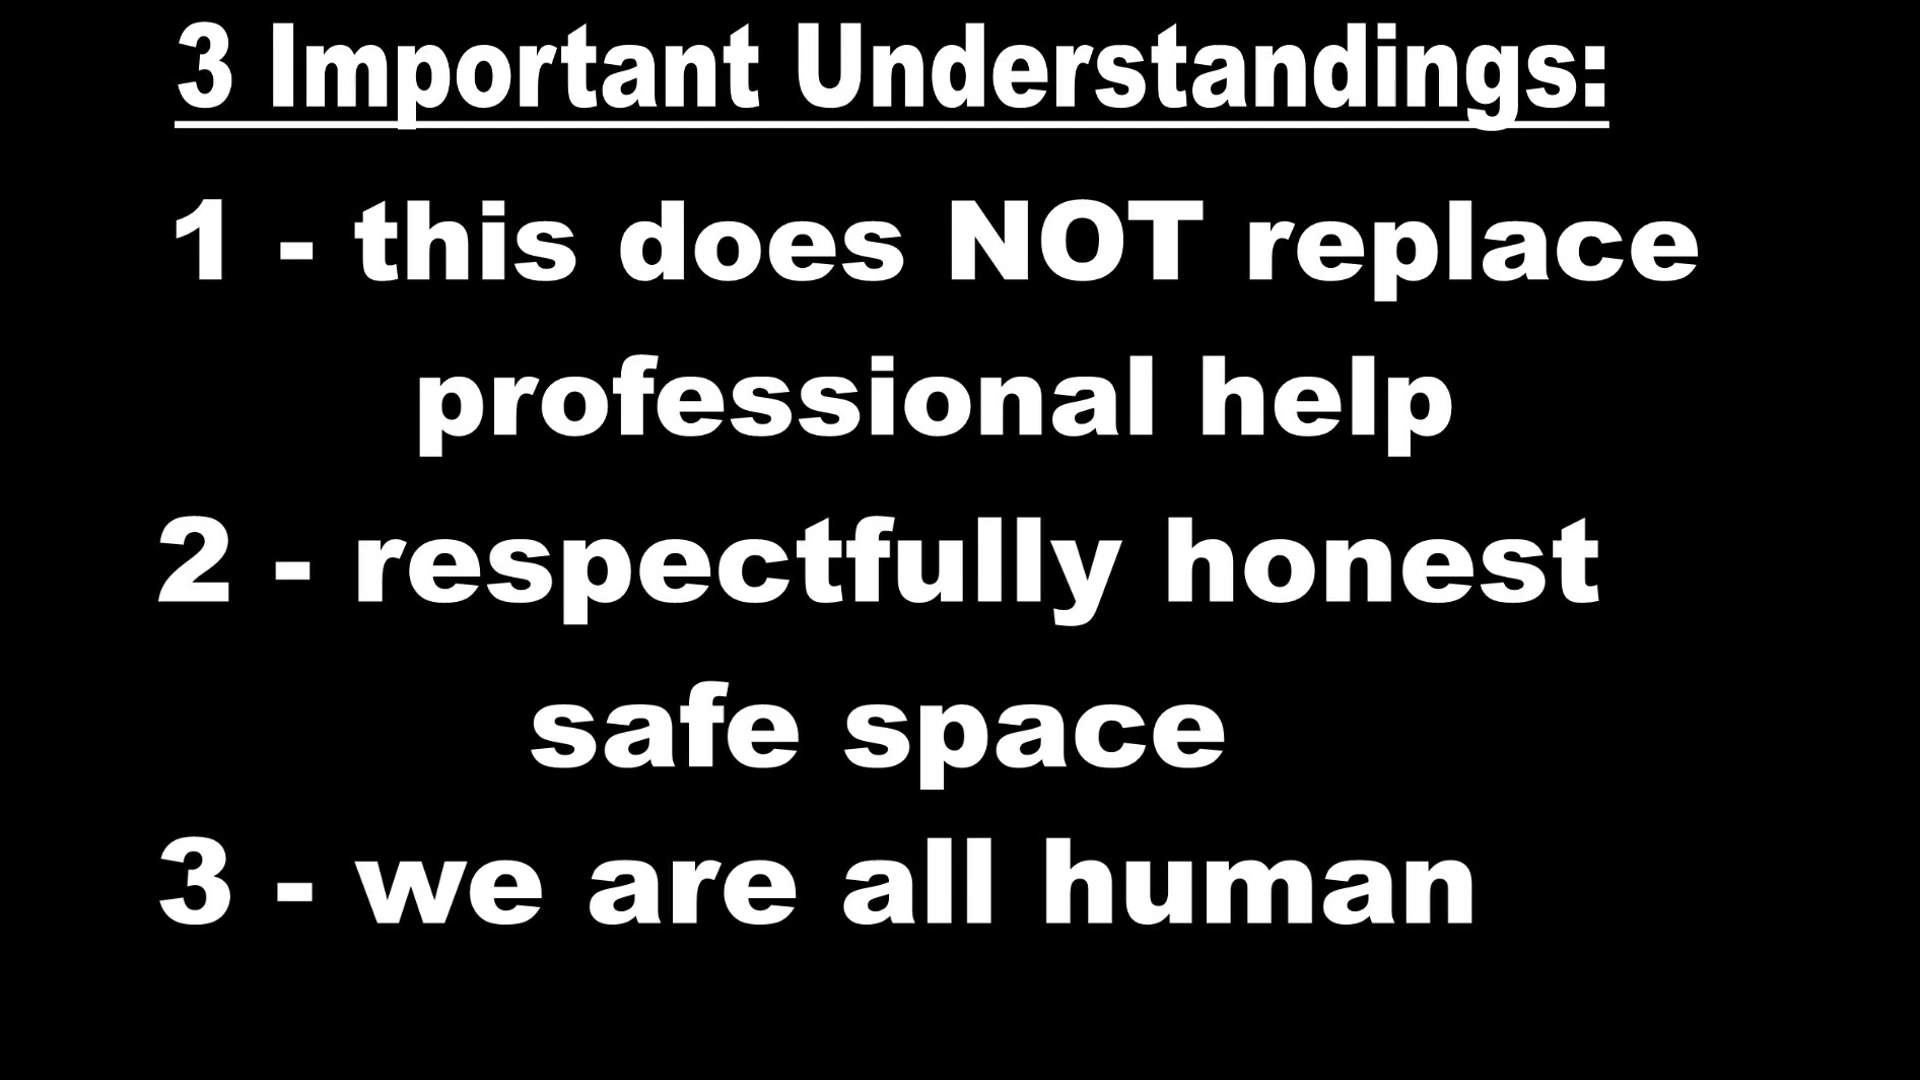 3 Important Understandings:
1 - this does NOT replace
professional help
2 - respectfully honest
safe space
3 - we are all human